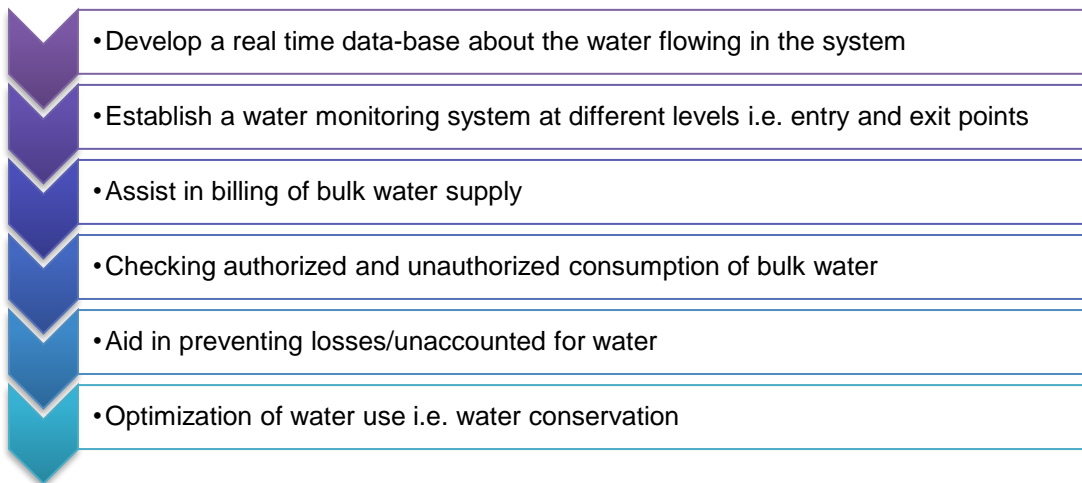 •Develop a real time data-base about the water flowing in the system
•Establish a water monitoring system at different levels i.e. entry and exit points
•Assist in billing of bulk water supply
•Checking authorized and unauthorized consumption of bulk water
•Aid in preventing losses/unaccounted for water
•Optimization of water use i.e. water conservation